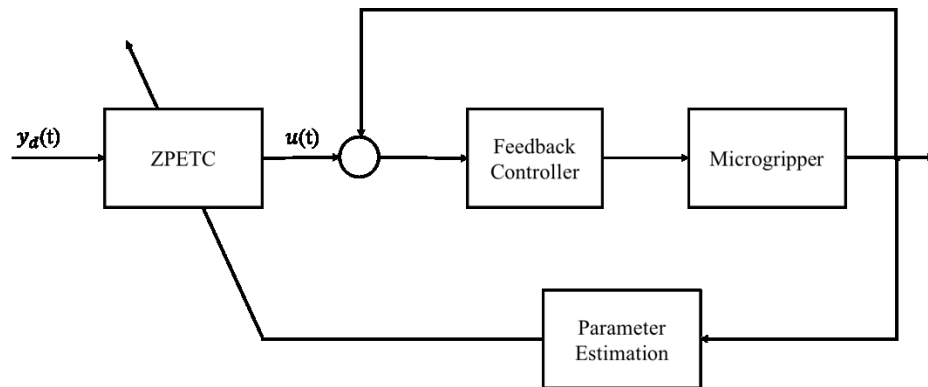 y_d(t)
ZPETC
u(t)
Feedback
Controller
Microgripper
Parameter
Estimation